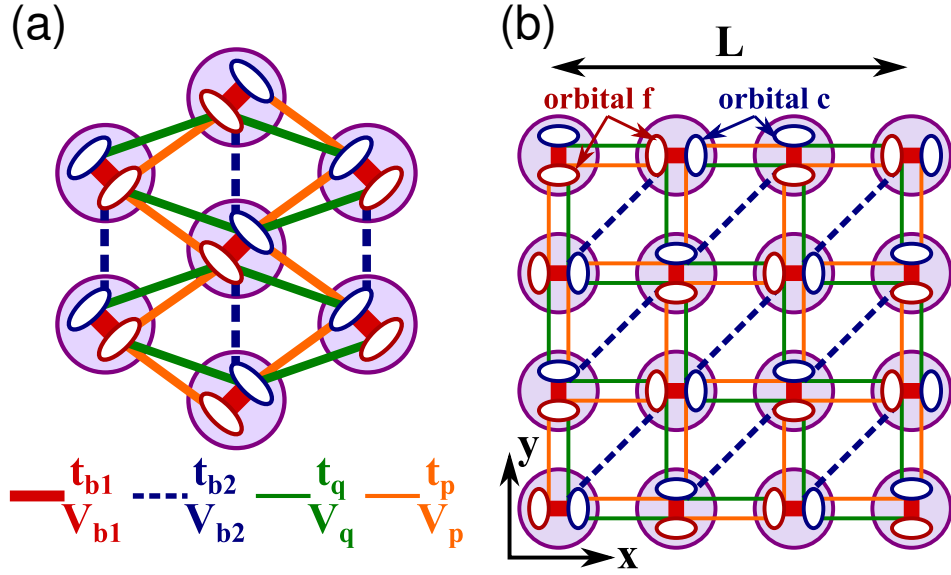 (a)
(b)
L
orbital f
orbital c
y
x
t_b1 t_b2 t_q t_p
V_b1 V_b2 V_q V_p